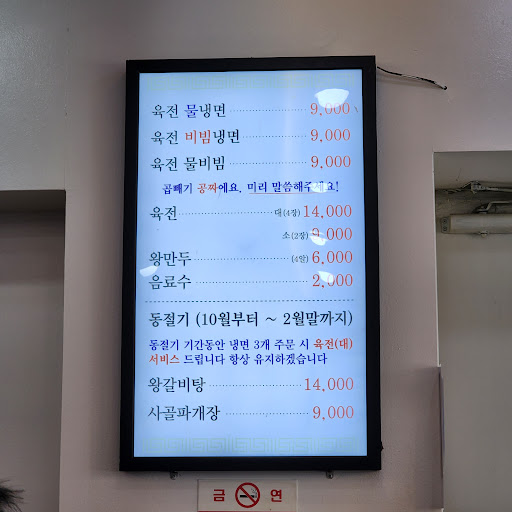 육전 물냉면 9,000
육전 비빔냉면 9,000
육전 물비빔 9,000
곱빼기 공짜에요. 미리 말씀해주세요!
육전 대(4장) 14,000
소(2장) 9,000
왕만두 (4알) 6,000
음료수 2,000
동절기 (10월부터 ~ 2월말까지)
동절기 기간동안 냉면 3개 주문 시 육전(대)
서비스 드립니다 항상 유지하겠습니다
왕갈비탕 14,000
사골파개장 9,000
금연